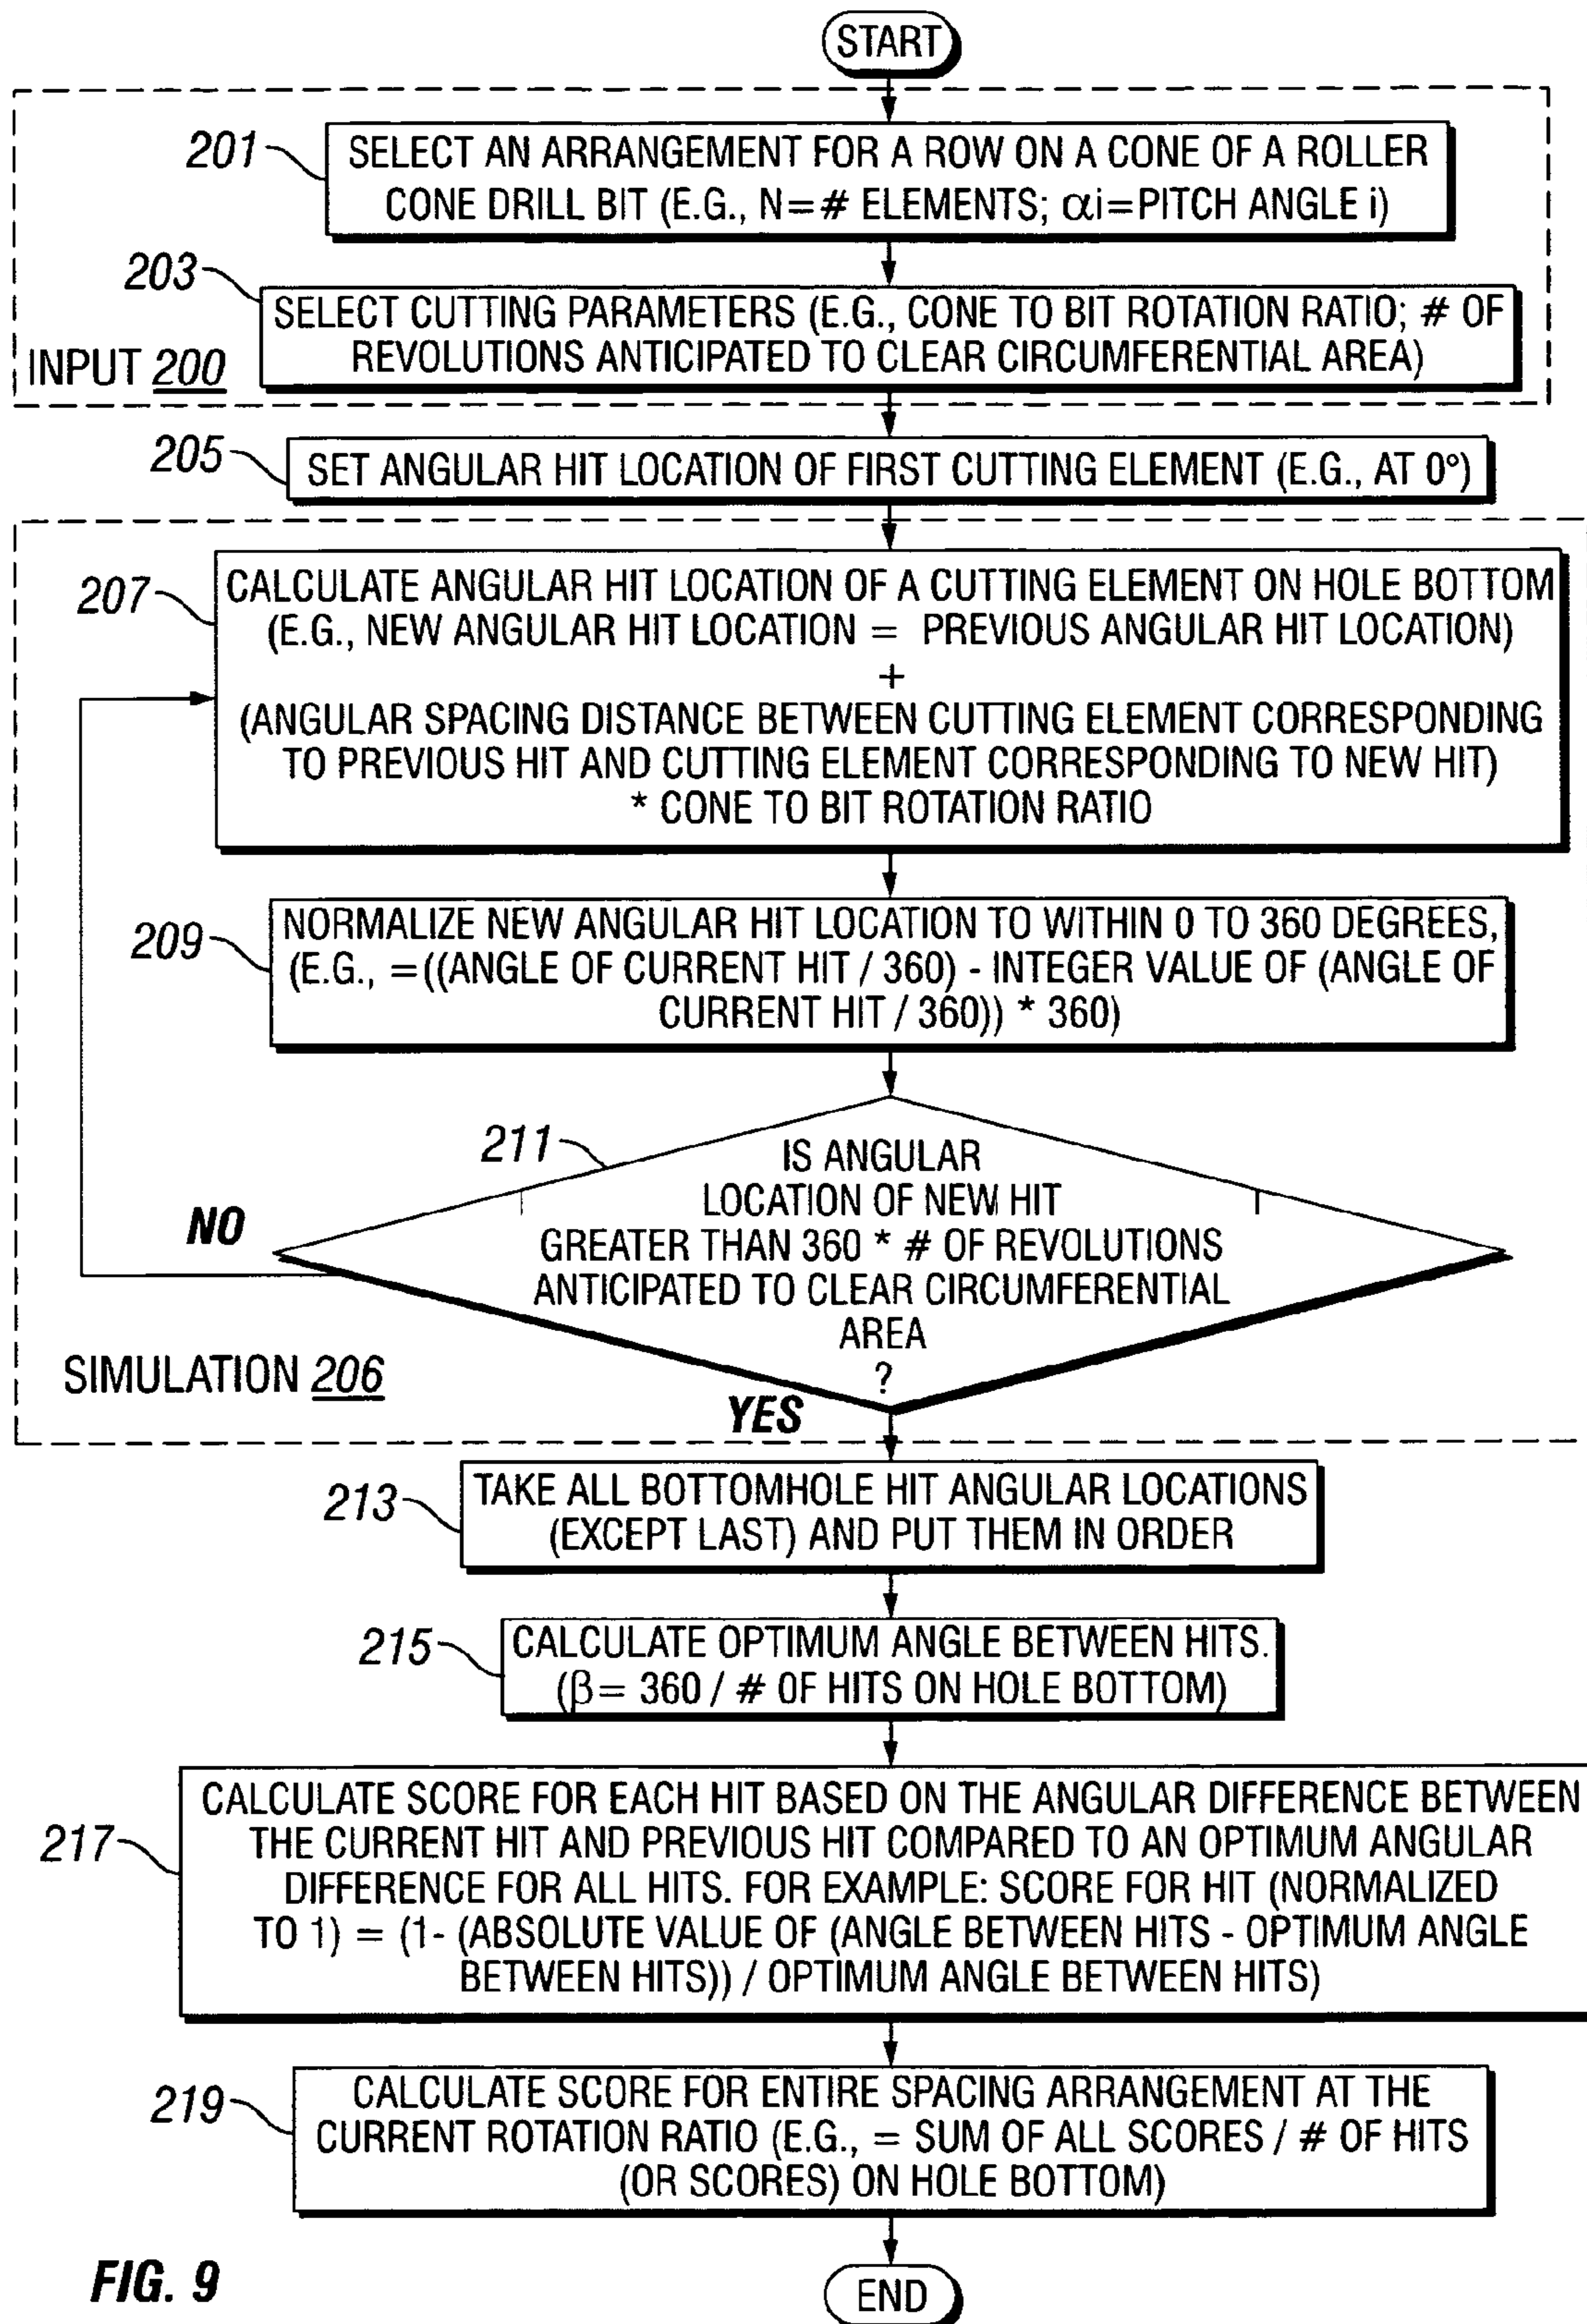 START
201
SELECT AN ARRANGEMENT FOR A ROW ON A CONE OF A ROLLER
CONE DRILL BIT (E.G., N=# ELEMENTS; αi=PITCH ANGLE i)
203
SELECT CUTTING PARAMETERS (E.G., CONE TO BIT ROTATION RATIO; # OF
REVOLUTIONS ANTICIPATED TO CLEAR CIRCUMFERENTIAL AREA)
INPUT 200
205
SET ANGULAR HIT LOCATION OF FIRST CUTTING ELEMENT (E.G., AT 0°)
207
CALCULATE ANGULAR HIT LOCATION OF A CUTTING ELEMENT ON HOLE BOTTOM
(E.G., NEW ANGULAR HIT LOCATION = PREVIOUS ANGULAR HIT LOCATION)
+
(ANGULAR SPACING DISTANCE BETWEEN CUTTING ELEMENT CORRESPONDING
TO PREVIOUS HIT AND CUTTING ELEMENT CORRESPONDING TO NEW HIT)
* CONE TO BIT ROTATION RATIO
209
NORMALIZE NEW ANGULAR HIT LOCATION TO WITHIN 0 TO 360 DEGREES,
(E.G., =((ANGLE OF CURRENT HIT / 360) - INTEGER VALUE OF (ANGLE OF
CURRENT HIT / 360)) * 360)
211
IS ANGULAR
LOCATION OF NEW HIT
GREATER THAN 360 * # OF REVOLUTIONS
ANTICIPATED TO CLEAR CIRCUMFERENTIAL
AREA
?
NO
SIMULATION 206
YES
213
TAKE ALL BOTTOMHOLE HIT ANGULAR LOCATIONS
(EXCEPT LAST) AND PUT THEM IN ORDER
215
CALCULATE OPTIMUM ANGLE BETWEEN HITS.
(β= 360 / # OF HITS ON HOLE BOTTOM)
217
CALCULATE SCORE FOR EACH HIT BASED ON THE ANGULAR DIFFERENCE BETWEEN
THE CURRENT HIT AND PREVIOUS HIT COMPARED TO AN OPTIMUM ANGULAR
DIFFERENCE FOR ALL HITS. FOR EXAMPLE: SCORE FOR HIT (NORMALIZED
TO 1) = (1- (ABSOLUTE VALUE OF (ANGLE BETWEEN HITS - OPTIMUM ANGLE
BETWEEN HITS)) / OPTIMUM ANGLE BETWEEN HITS)
219
CALCULATE SCORE FOR ENTIRE SPACING ARRANGEMENT AT THE
CURRENT ROTATION RATIO (E.G., = SUM OF ALL SCORES / # OF HITS
(OR SCORES) ON HOLE BOTTOM)
FIG. 9
END